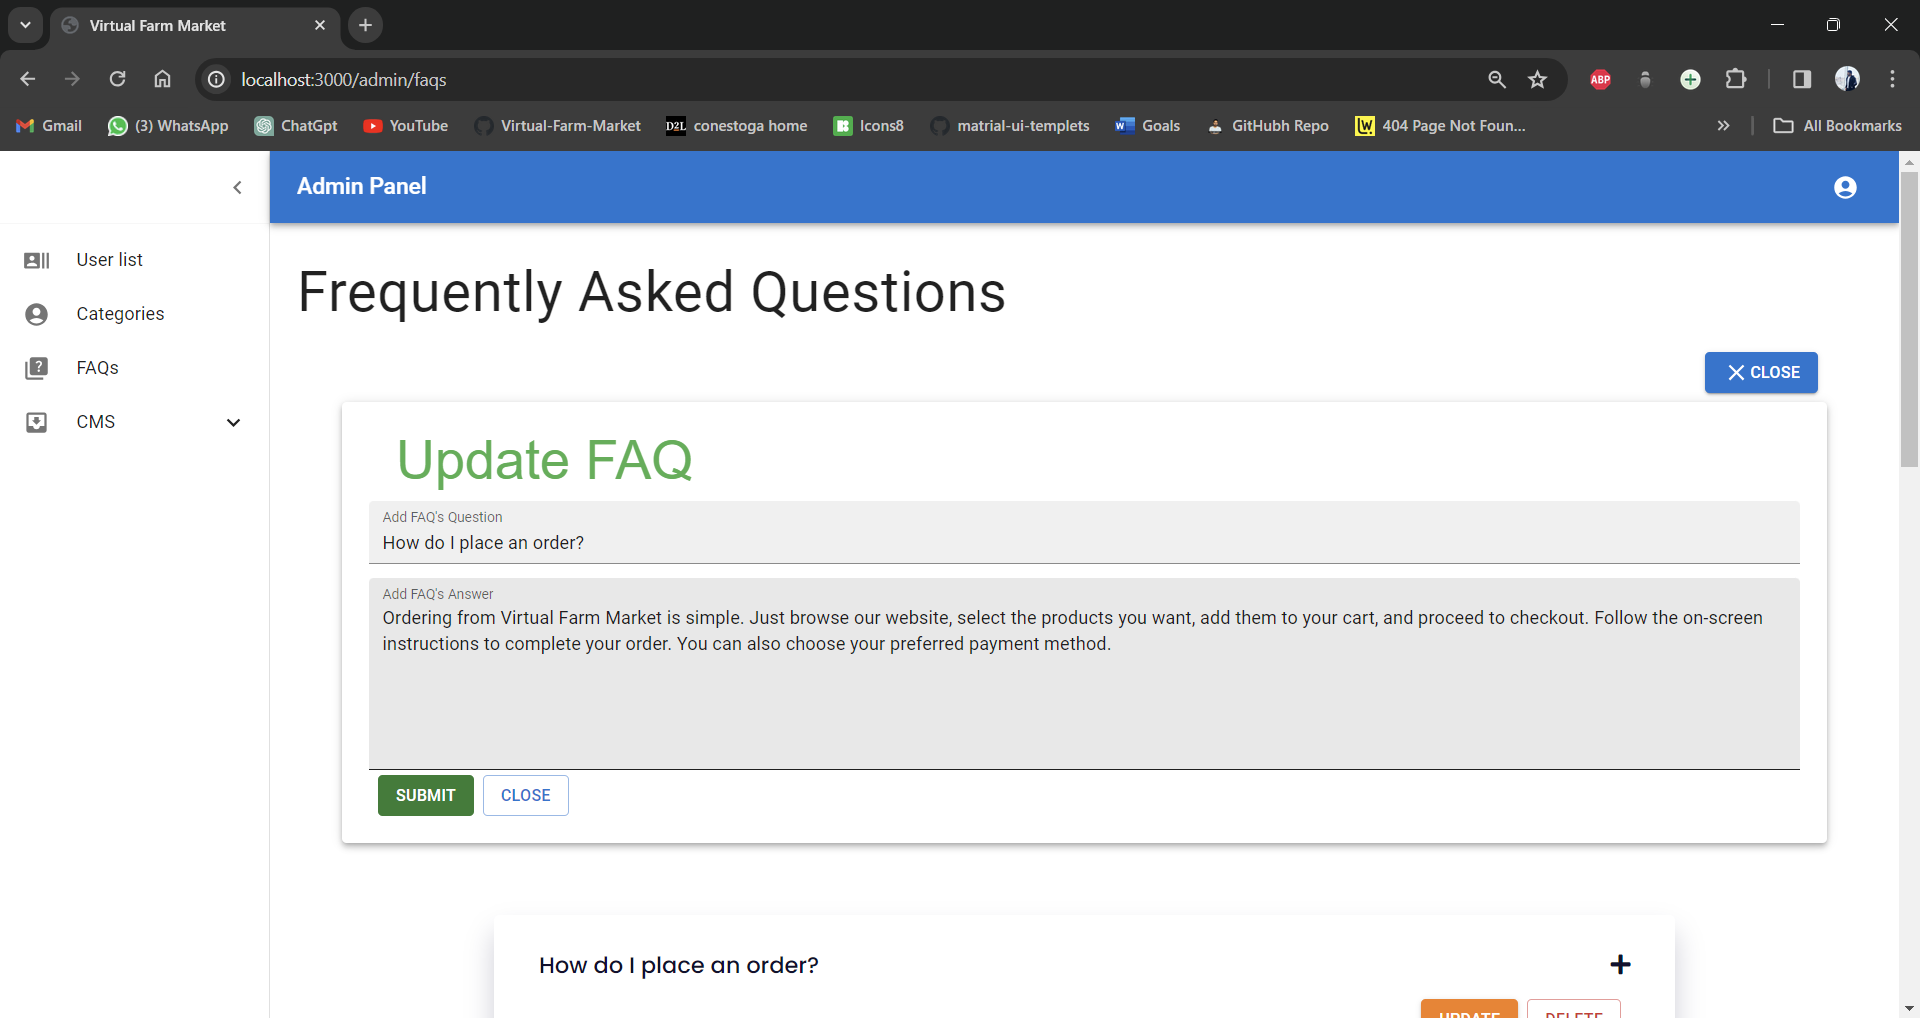 Virtual Farm Market
localhost:3000/admin/faqs
ABP
Gmail
(3) WhatsApp
ChatGpt
YouTube
Virtual-Farm-Market
D2L conestoga home
Icons8
matrial-ui-templets
Goals
GitHubh Repo
LW 404 Page Not Foun...
All Bookmarks
Admin Panel
User list
Categories
FAQs
CMS
Frequently Asked Questions
CLOSE
Update FAQ
Add FAQ's Question
How do I place an order?
Add FAQ's Answer
Ordering from Virtual Farm Market is simple. Just browse our website, select the products you want, add them to your cart, and proceed to checkout. Follow the on-screen
instructions to complete your order. You can also choose your preferred payment method.
SUBMIT CLOSE
How do I place an order?
UPDATE DELETE